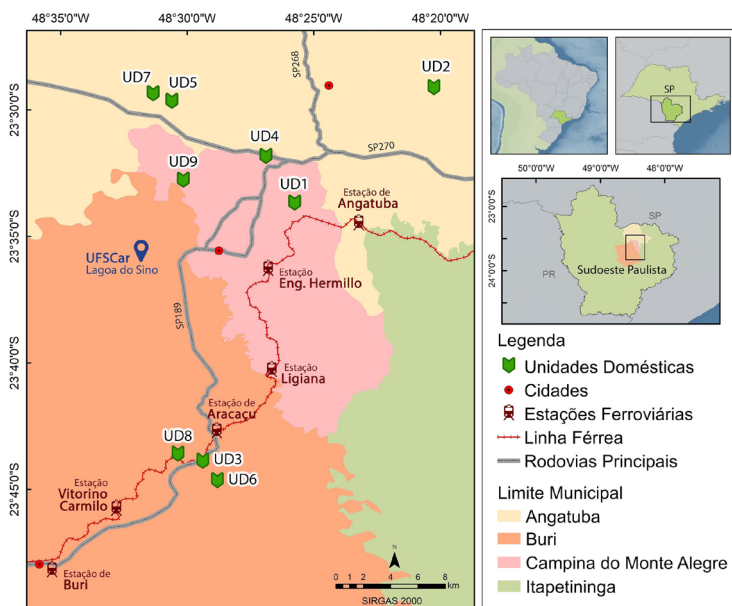 48°35'0"W 48°30'0"W 48°25'0"W 48°20'0"W
23°30'0"S
23°35'0"S
23°40'0"S
23°45'0"S
UD7
UD5
SP268
UD2
UD4
SP270
UD9
UD1
Estação de
Angatuba
UFSCar
Lagoa do Sino
Estação
Eng. Hermillo
SP189
Estação
Ligiana
Estação de
Aracaçu
UD8
UD3
UD6
Estação
Vitorino
Carmilo
Estação de
Buri
N
0 1 2 4 6 8
km
SIRGAS 2000
SP
50°0'0"W 49°0'0"W 48°0'0"W
23°0'0"S
24°0'0"S
SP
Sudoeste Paulista
PR
Legenda
Unidades Domésticas
Cidades
Estações Ferroviárias
Linha Férrea
Rodovias Principais
Limite Municipal
Angatuba
Buri
Campina do Monte Alegre
Itapetininga